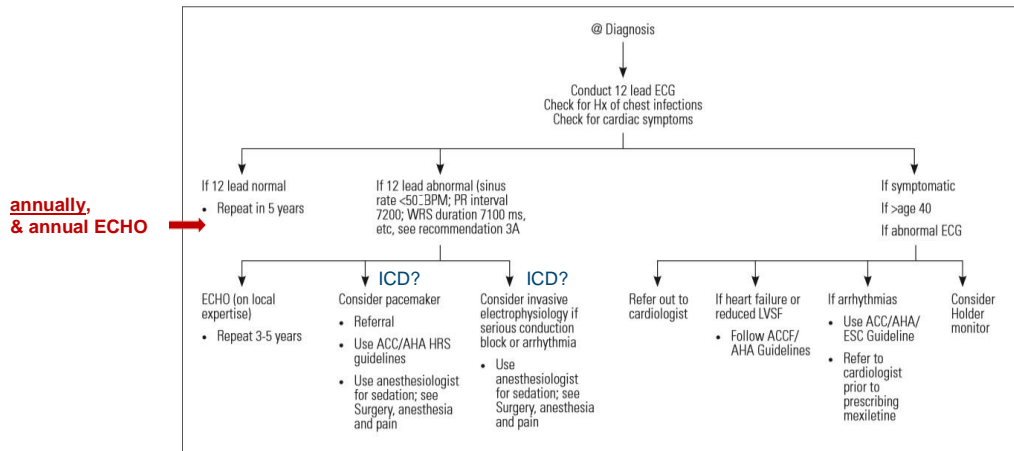 @ Diagnosis
Conduct 12 lead ECG
Check for Hx of chest infections
Check for cardiac symptoms
annually,
& annual ECHO
If 12 lead normal
• Repeat in 5 years
If 12 lead abnormal (sinus
rate <50-BPM; PR interval
7200; WRS duration 7100 ms,
etc, see recommendation 3A
If symptomatic
If >age 40
If abnormal ECG
ECHO (on local
expertise)
• Repeat 3-5 years
ICD?
Consider pacemaker
• Referral
• Use ACC/AHA HRS
guidelines
• Use anesthesiologist
for sedation; see
Surgery, anesthesia
and pain
ICD?
Consider invasive
electrophysiology if
serious conduction
block or arrhythmia
• Use
anesthesiologist
for sedation; see
Surgery, anesthesia
and pain
Refer out to
cardiologist
If heart failure or
reduced LVSF
• Follow ACCF/
AHA Guidelines
If arrhythmias
• Use ACC/AHA/
ESC Guideline
• Refer to
cardiologist
prior to
prescribing
mexiletine
Consider
Holder
monitor